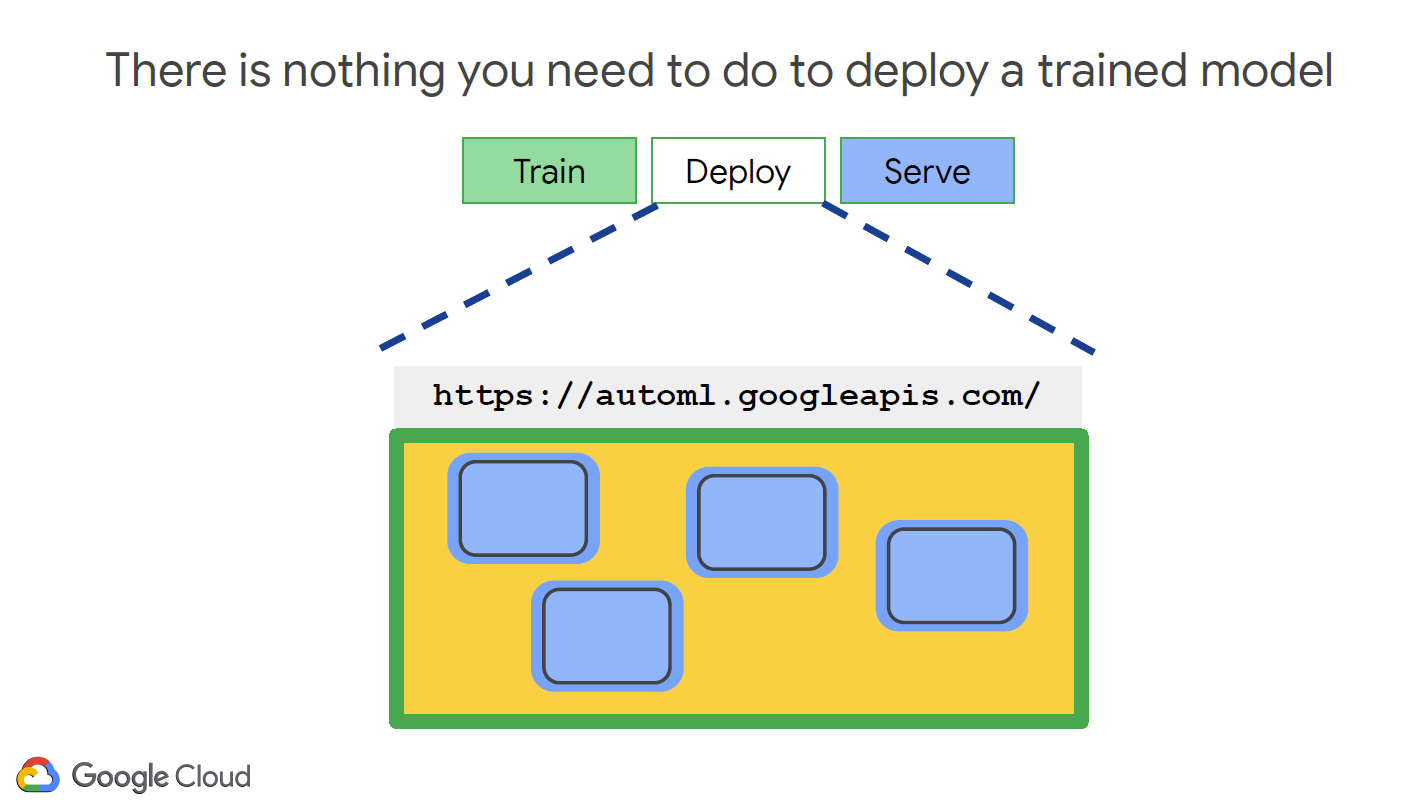 There is nothing you need to do to deploy a trained model
Train Deploy Serve
https://automl.googleapis.com/
Google Cloud